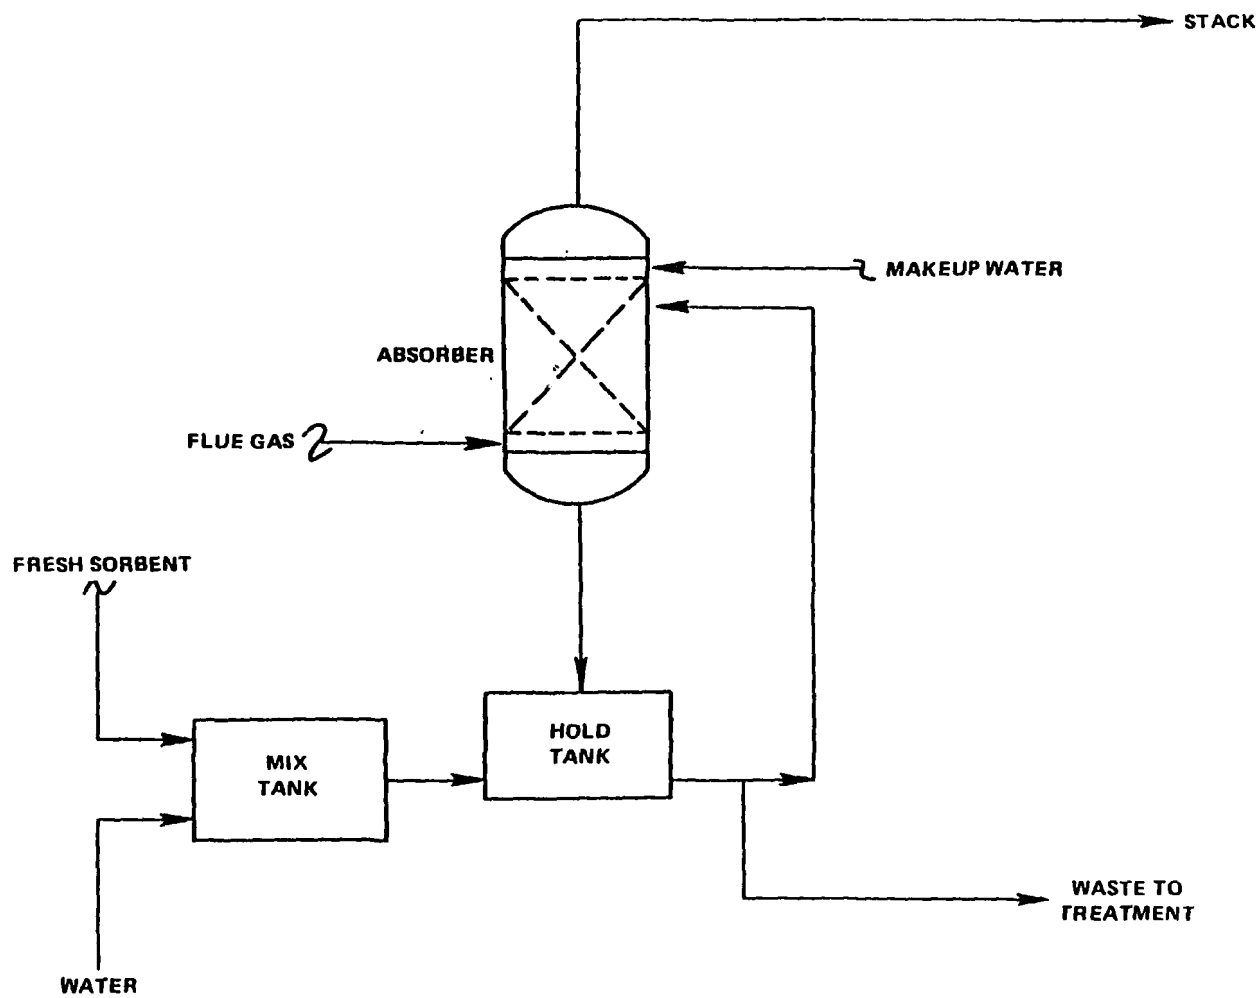 STACK
MAKEUP WATER
ABSORBER
FLUE GAS
FRESH SORBENT
HOLD
TANK
MIX
TANK
WASTE TO
TREATMENT
WATER